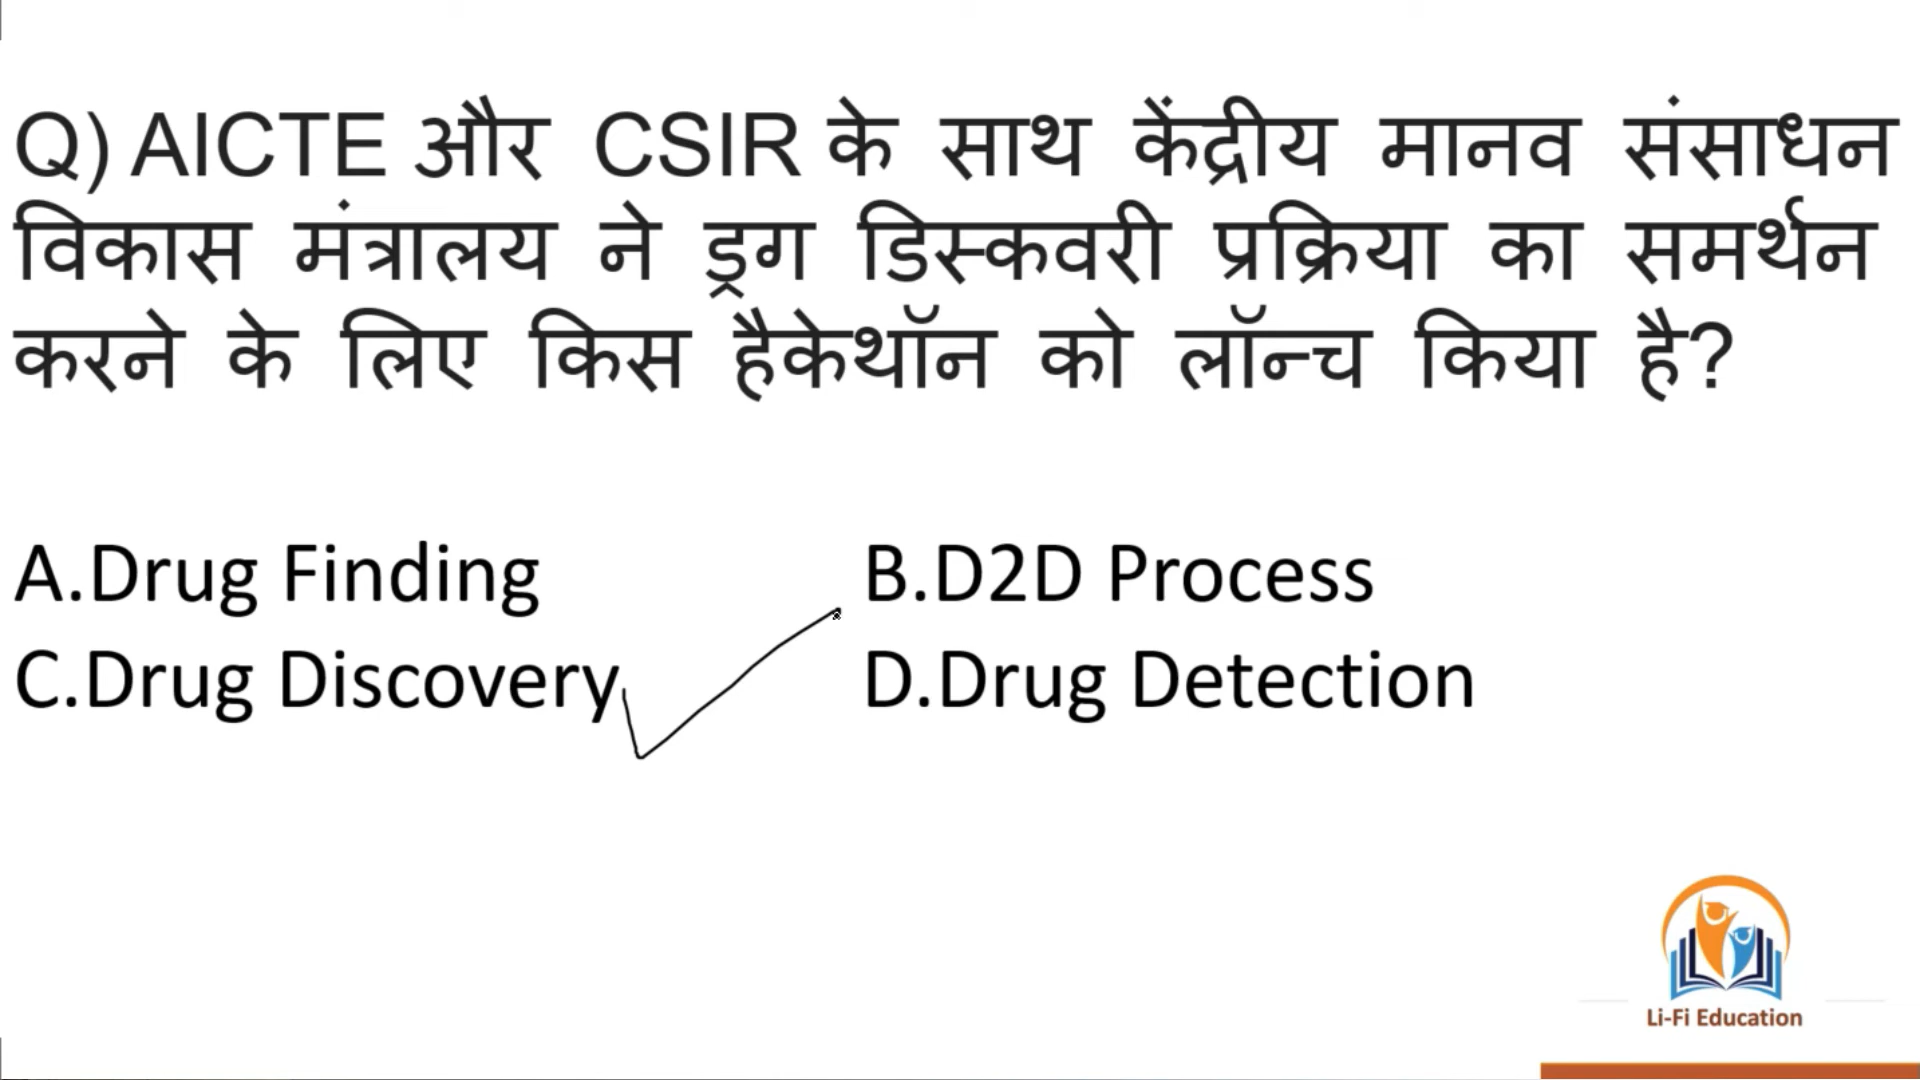 Q) AICTE और CSIR के साथ केंद्रीय मानव संसाधन
विकास मंत्रालय ने ड्रग डिस्कवरी प्रक्रिया का समर्थन
करने के लिए किस हैकेथॉन को लॉन्च किया है?
A.Drug Finding B.D2D Process
C.Drug Discovery D.Drug Detection
Li-Fi Education